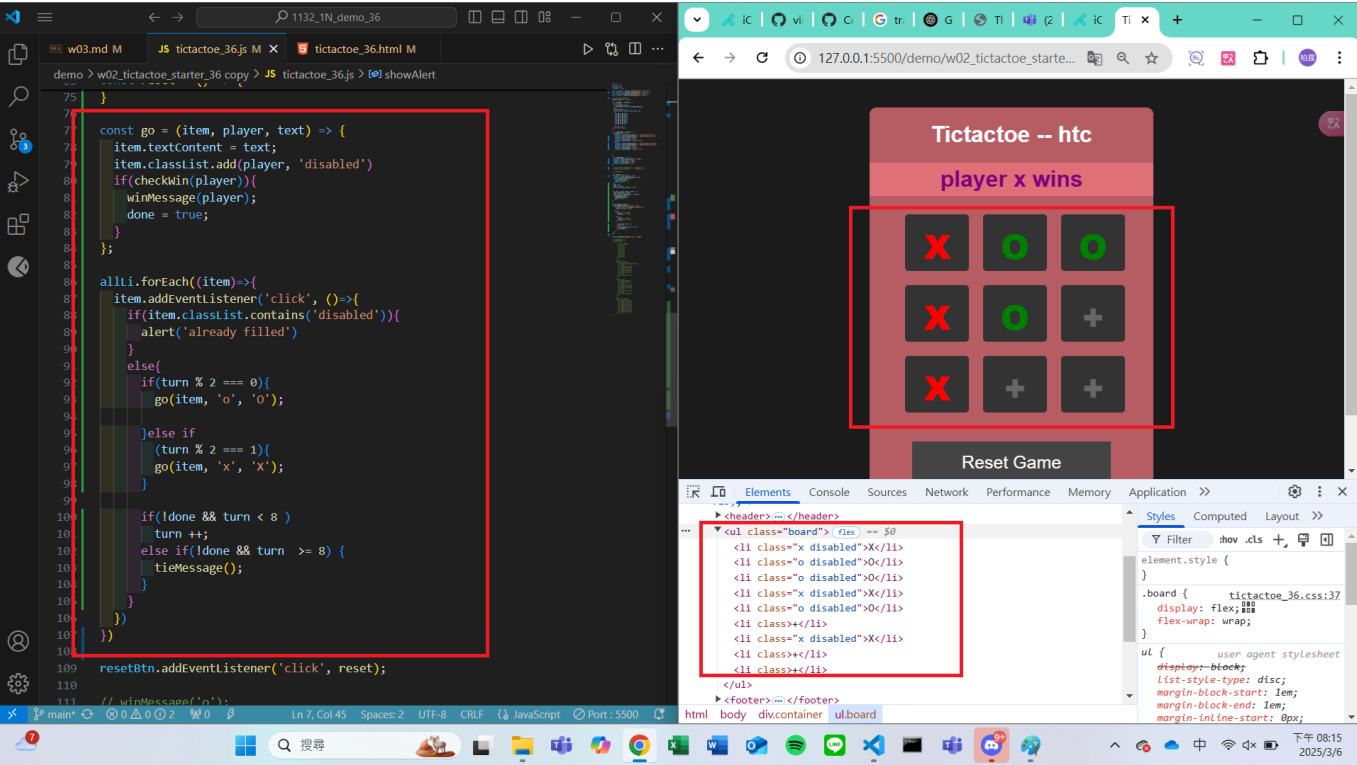 1132_1N_demo_36
w03.md M
JS tictactoe_36.js M
tictactoe_36.html M
demo > w02_tictactoe_starter_36 copy > JS tictactoe_36.js > showAlert
75 }
const go = (item, player, text) => {
item.textContent = text;
item.classList.add(player, 'disabled')
if(checkWin(player)){
winMessage(player);
done = true;
}
};
allLi.forEach((item)=>{
item.addEventListener('click', ()=>{
if(item.classList.contains('disabled')){
alert('already filled')
}
else{
if(turn % 2 === 0){
go(item, 'o', 'O');
}else if
(turn % 2 === 1){
go(item, 'x', 'X');
}
if(!done && turn < 8 )
turn ++;
else if(!done && turn  >= 8) {
tieMessage();
}
}
})
})
109 resetBtn.addEventListener('click', reset);
110
111 // winMessage('o');
main*
0 0 2
0
Ln 7, Col 45
Spaces: 2
UTF-8
CRLF
{} JavaScript
Port : 5500
127.0.0.1:5500/demo/w02_tictactoe_starte...
Tictactoe -- htc
player x wins
x o o
x o +
x + +
Reset Game
Elements Console Sources Network Performance Memory Application
<header> </header>
<ul class="board"> flex == $0
<li class="x disabled">X</li>
<li class="o disabled">O</li>
<li class="o disabled">O</li>
<li class="x disabled">X</li>
<li class="o disabled">O</li>
<li class>+</li>
<li class="x disabled">X</li>
<li class>+</li>
<li class>+</li>
</ul>
<footer> </footer>
html body div.container ul.board
Styles Computed Layout
Filter :hov .cls
element.style {
}
.board { tictactoe_36.css:37
display: flex;
flex-wrap: wrap;
}
ul { user agent stylesheet
display: block;
list-style-type: disc;
margin-block-start: 1em;
margin-block-end: 1em;
margin-inline-start: 0px;
搜尋
中
下午 08:15
2025/3/6